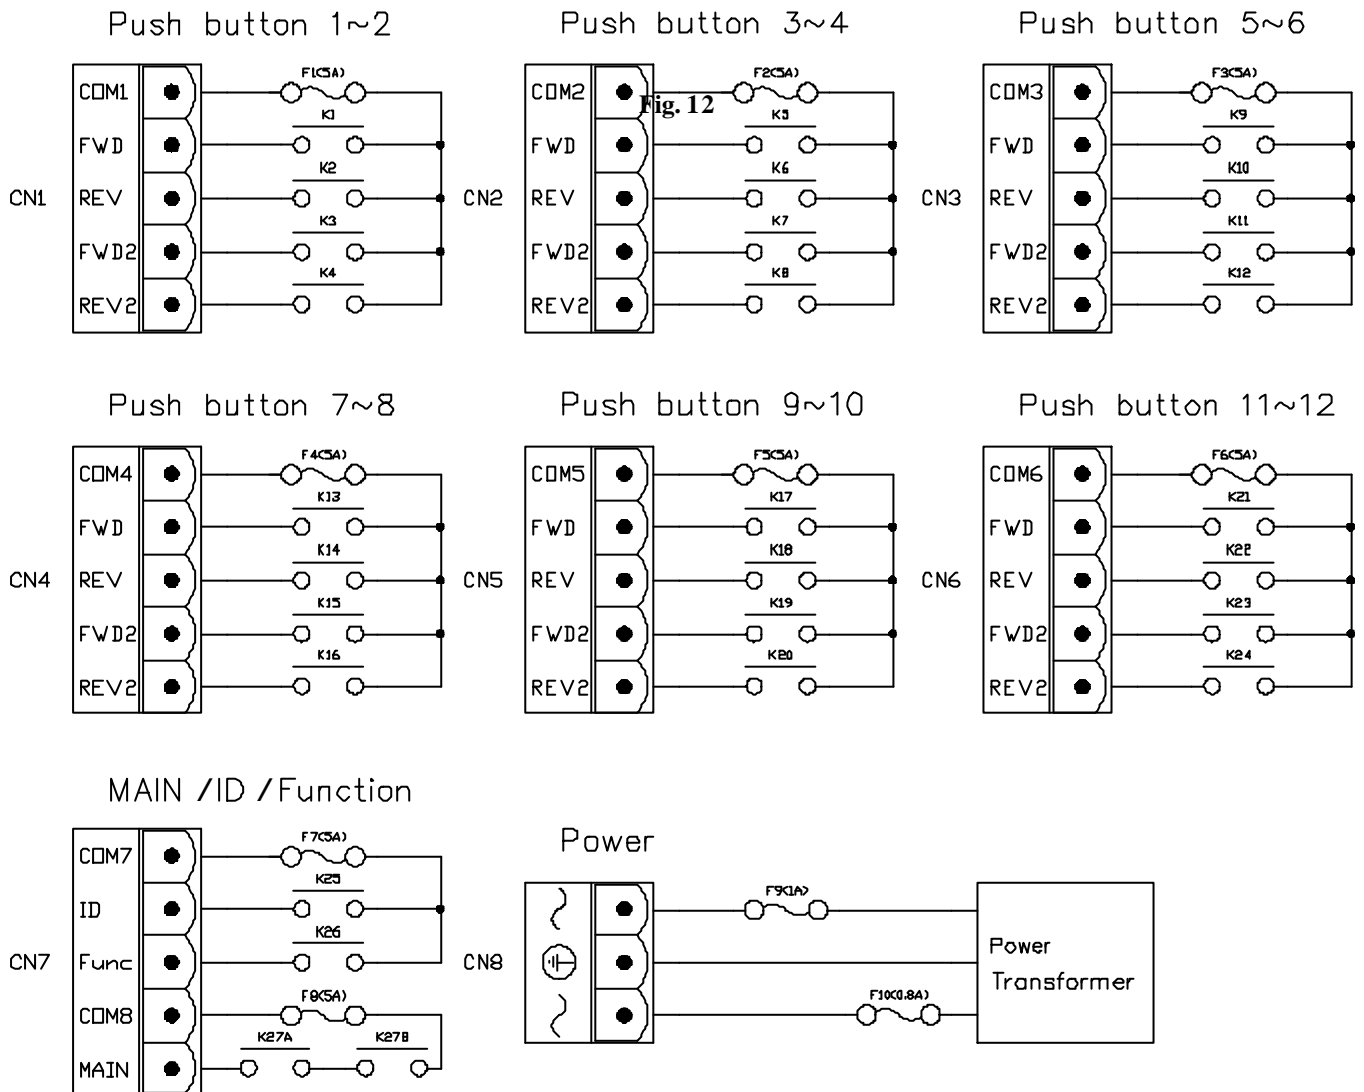 Push button 1~2
F1(5A)
COM1
K1
FWD
K2
CN1
REV
K3
FWD2
K4
REV2
Push button 3~4
F2(5A)
COM2
Fig. 12
K5
FWD
K6
CN2
REV
K7
FWD2
K8
REV2
Push button 5~6
F3(5A)
COM3
K9
FWD
K10
CN3
REV
K11
FWD2
K12
REV2
Push button 7~8
F4(5A)
COM4
K13
FWD
K14
CN4
REV
K15
FWD2
K16
REV2
Push button 9~10
F5(5A)
COM5
K17
FWD
K18
CN5
REV
K19
FWD2
K20
REV2
Push button 11~12
F6(5A)
COM6
K21
FWD
K22
CN6
REV
K23
FWD2
K24
REV2
MAIN /ID /Function
F7(5A)
COM7
K25
ID
K26
CN7
Func
F8(5A)
COM8
K27A K27B
MAIN
Power
F9(1A)
CN8
Power
Transformer
F10(0.8A)